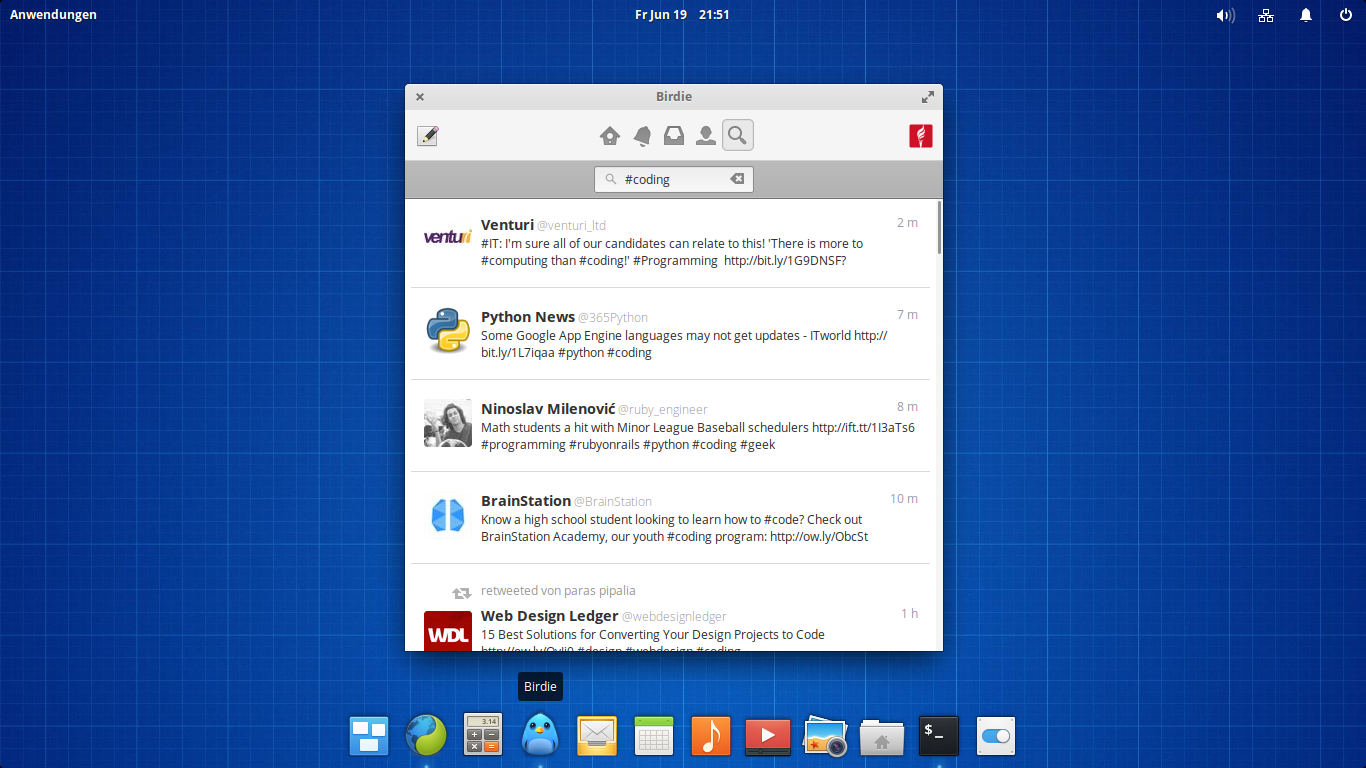 Anwendungen
Fr Jun 19 21:51
Birdie
#coding
venturi
Venturi @venturi_ltd 2 m
#IT: I'm sure all of our candidates can relate to this! 'There is more to
#computing than #coding!' #Programming http://bit.ly/1G9DNSF?
Python News @365Python 7 m
Some Google App Engine languages may not get updates - ITworld http://
bit.ly/1L7iqaa #python #coding
Ninoslav Milenović @ruby_engineer 8 m
Math students a hit with Minor League Baseball schedulers http://ift.tt/1I3aTs6
#programming #rubyonrails #python #coding #geek
BrainStation @BrainStation 10 m
Know a high school student looking to learn how to #code? Check out
BrainStation Academy, our youth #coding program: http://ow.ly/ObcSt
retweeted von paras pipalia
WDL
Web Design Ledger @webdesignledger 1 h
15 Best Solutions for Converting Your Design Projects to Code
#design #webdesign #coding
Birdie
3.14
$_